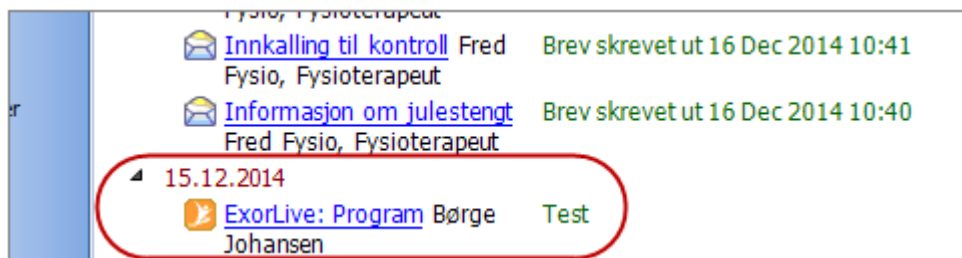 Fysio, Fysioterapeut
Innkalling til kontroll Fred Brev skrevet ut 16 Dec 2014 10:41
Fysio, Fysioterapeut
Informasjon om julestengt Brev skrevet ut 16 Dec 2014 10:40
Fred Fysio, Fysioterapeut
15.12.2014
ExorLive: Program Børge Test
Johansen